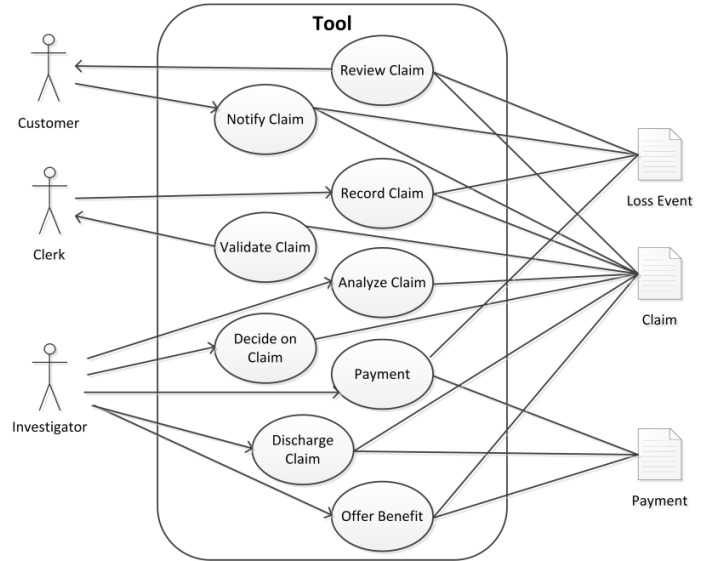 Tool
Review Claim
Customer
Notify Claim
Record Claim
Loss Event
Clerk
Validate Claim
Analyze Claim
Claim
Decide on
Claim
Payment
Investigator
Discharge
Claim
Payment
Offer Benefit